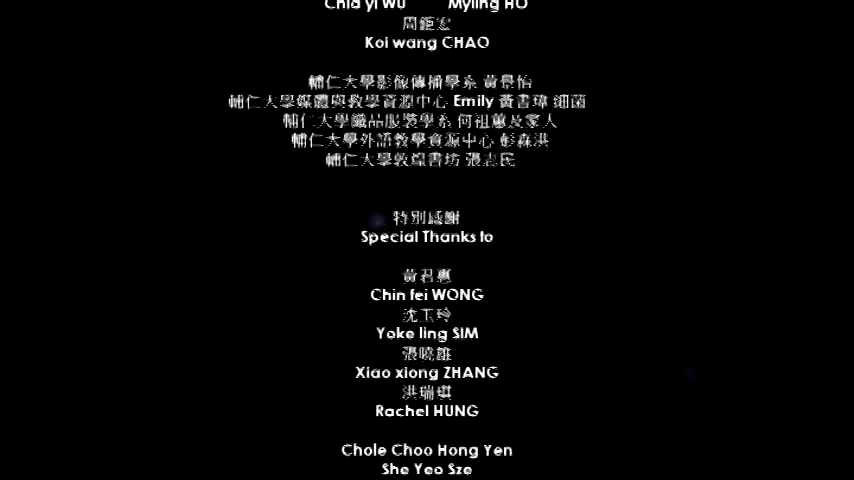 Chia yi WU Myling HO
周鉅宏
Koi wang CHAO
輔仁大學影像傳播學系 黃景怡
輔仁大學媒體與教學資源中心 Emily 黃書瑋 細菌
輔仁大學織品服裝學系 何祖蕙及家人
輔仁大學外語教學資源中心 彭森洪
輔仁大學敦煌書坊 張志民
特別感謝
Special Thanks to
黃君惠
Chin fei WONG
沈玉玲
Yoke ling SIM
張曉雄
Xiao xiong ZHANG
洪瑞琪
Rachel HUNG
Chole Choo Hong Yen
She Yeo Sze